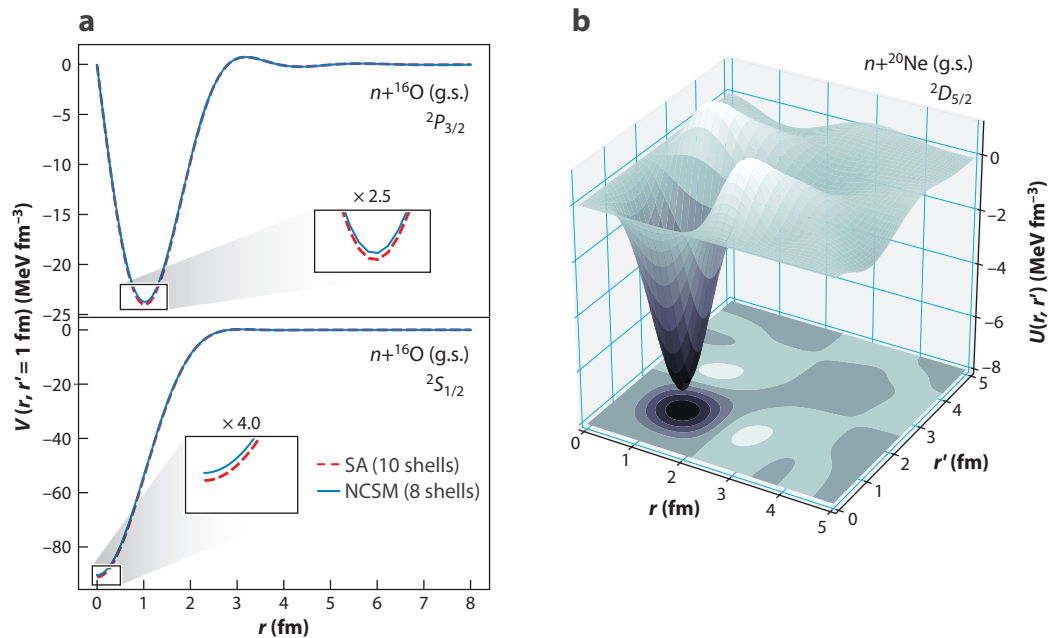 a
0
−5
−10
−15
−20
−25
n+¹⁶O (g.s.)
²P₃/₂
× 2.5
0
−20
−40
−60
−80
n+¹⁶O (g.s.)
²S₁/₂
× 4.0
SA (10 shells)
NCSM (8 shells)
V(r, r′ = 1 fm) (MeV fm⁻³)
0 1 2 3 4 5 6 7 8
r (fm)
b
n+²⁰Ne (g.s.)
²D₅/₂
0
−2
−4
−6
−8
U(r, r′) (MeV fm⁻³)
0 1 2 3 4 5
r (fm)
0 1 2 3 4 5
r′ (fm)